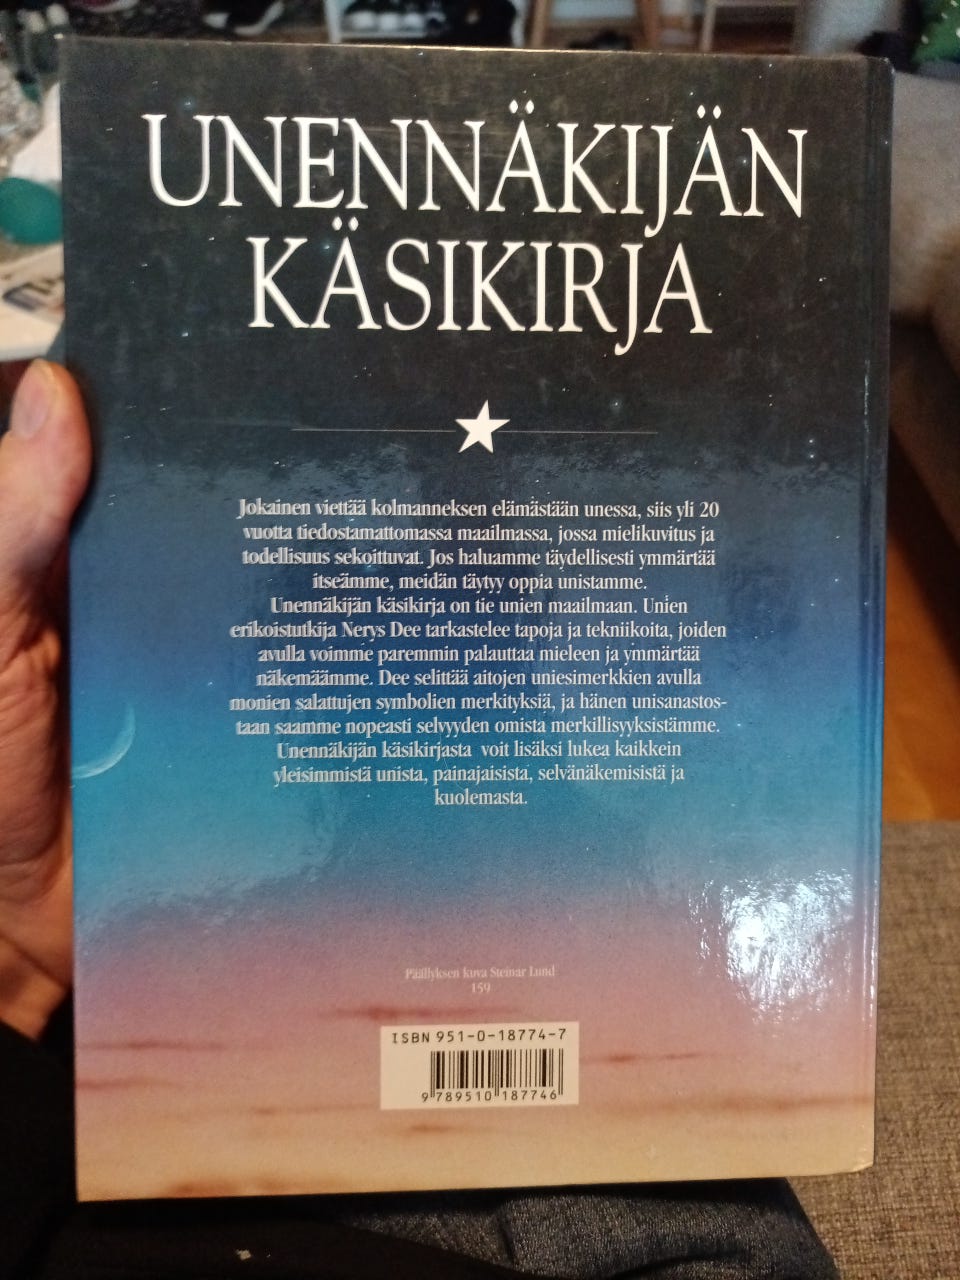 UNENNÄKIJÄN
KÄSIKIRJA
Jokainen viettää kolmanneksen elämästään unessa, siis yli 20
vuotta tiedostamattomassa maailmassa, jossa mielikuvitus ja
todellisuus sekoittuvat. Jos haluamme täydellisesti ymmärtää
itseämme, meidän täytyy oppia unistamme.
Unennäkijän käsikirja on tie unien maailmaan. Unien
erikoistutkija Nerys Dee tarkastelee tapoja ja tekniikoita, joiden
avulla voimme paremmin palauttaa mieleen ja ymmärtää
näkemäämme. Dee selittää aitojen uniesimerkkien avulla
monien salattujen symbolien merkityksiä, ja hänen unisanastos-
taan saamme nopeasti selvyyden omista merkillisyyksistämme.
Unennäkijän käsikirjasta voit lisäksi lukea kaikkein
yleisimmistä unista, painajaisista, selvänäkemisistä ja
kuolemasta.
Päällyksen kuva Steinar Lund
159
ISBN 951-0-18774-7
9 789510 187746